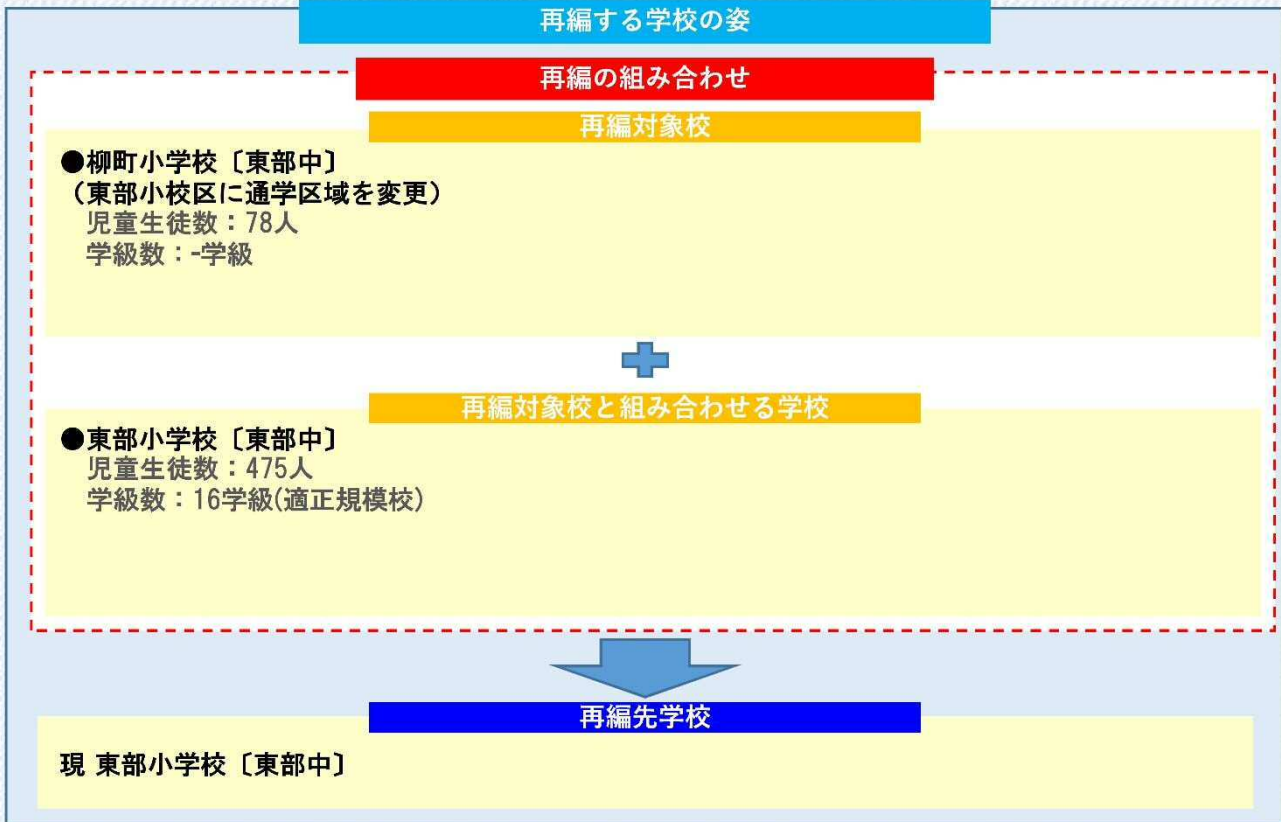 再編する学校の姿
再編の組み合わせ
再編対象校
●柳町小学校〔東部中〕
（東部小校区に通学区域を変更）
児童生徒数：78人
学級数：-学級
再編対象校と組み合わせる学校
●東部小学校〔東部中〕
児童生徒数：475人
学級数：16学級(適正規模校)
再編先学校
現 東部小学校〔東部中〕